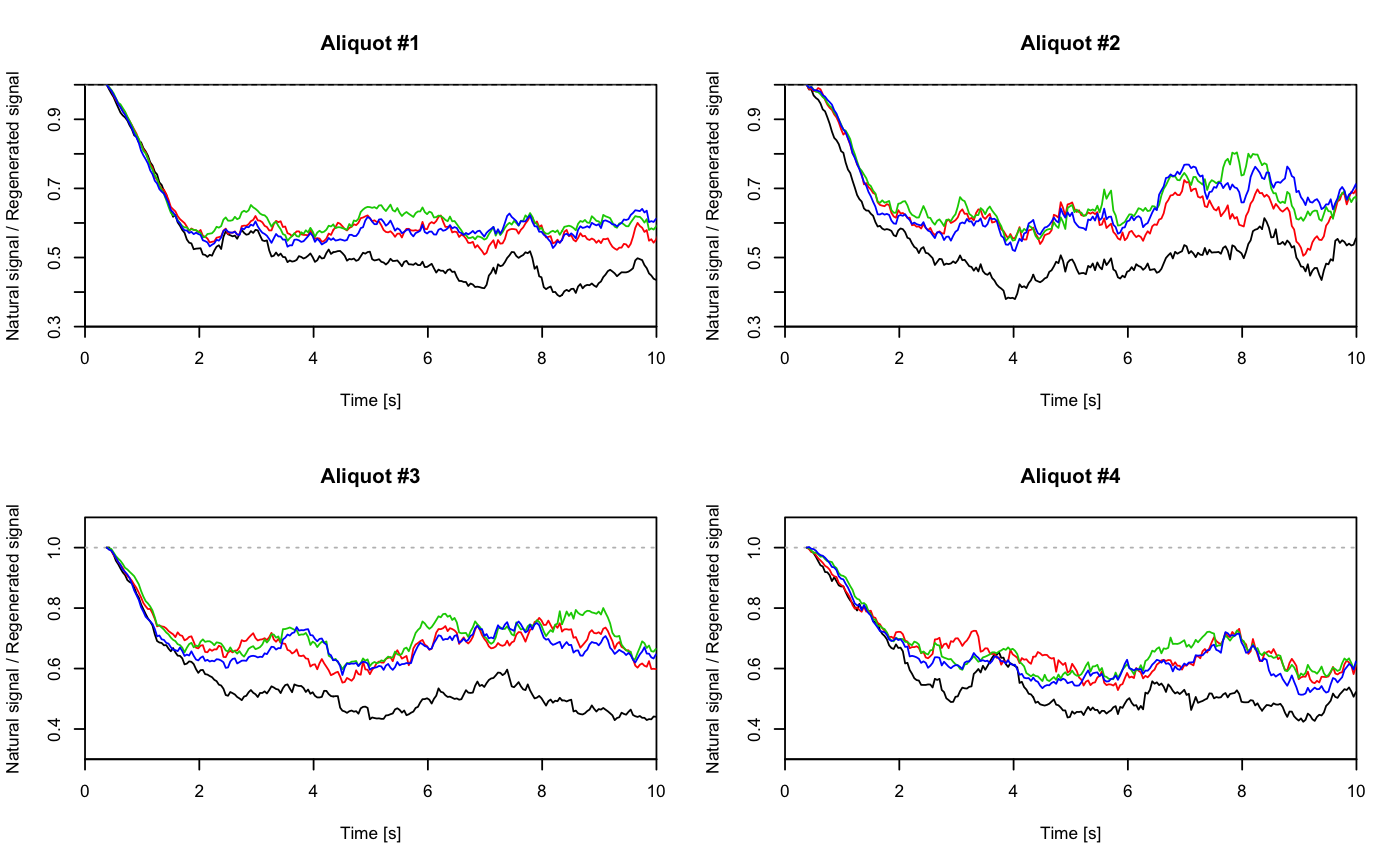 Aliquot #1
Natural signal / Regenerated signal
0.9
0.7
0.5
0.3
0 2 4 6 8 10
Time [s]
Aliquot #2
Natural signal / Regenerated signal
0.9
0.7
0.5
0.3
0 2 4 6 8 10
Time [s]
Aliquot #3
Natural signal / Regenerated signal
1.0
0.8
0.6
0.4
0 2 4 6 8 10
Time [s]
Aliquot #4
Natural signal / Regenerated signal
1.0
0.8
0.6
0.4
0 2 4 6 8 10
Time [s]